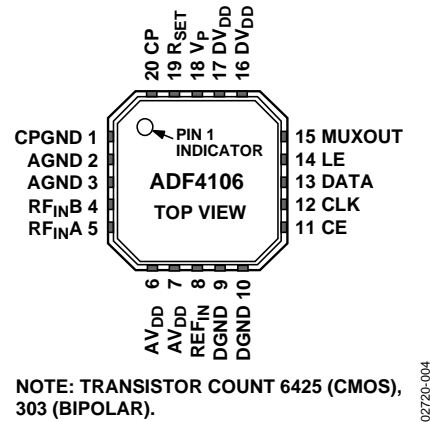 20 CP
19 RSET
18 VP
17 DVDD
16 DVDD
CPGND 1
AGND 2
AGND 3
RFINB 4
RFINA 5
PIN 1
INDICATOR
ADF4106
TOP VIEW
15 MUXOUT
14 LE
13 DATA
12 CLK
11 CE
AVDD 6
AVDD 7
REFIN 8
DGND 9
DGND 10
NOTE: TRANSISTOR COUNT 6425 (CMOS),
303 (BIPOLAR).
02720-004